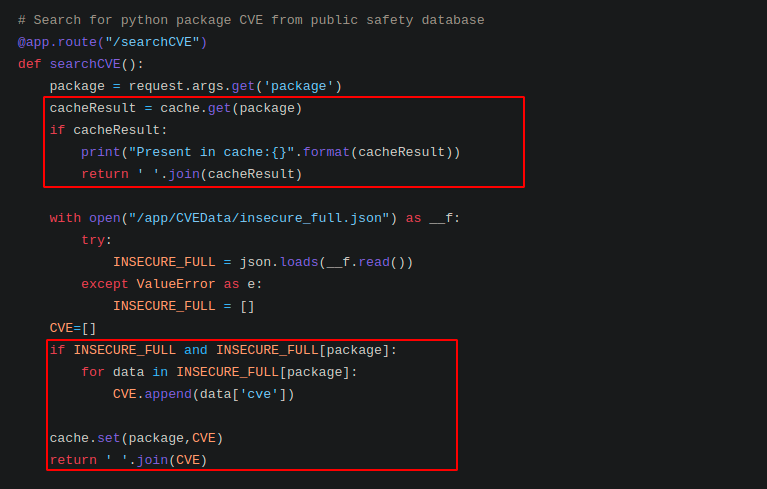 # Search for python package CVE from public safety database
@app.route("/searchCVE")
def searchCVE():
    package = request.args.get('package')
    cacheResult = cache.get(package)
    if cacheResult:
        print("Present in cache:{}".format(cacheResult))
        return ' '.join(cacheResult)

    with open("/app/CVEData/insecure_full.json") as __f:
        try:
            INSECURE_FULL = json.loads(__f.read())
        except ValueError as e:
            INSECURE_FULL = []
    CVE=[]
    if INSECURE_FULL and INSECURE_FULL[package]:
        for data in INSECURE_FULL[package]:
            CVE.append(data['cve'])

    cache.set(package,CVE)
    return ' '.join(CVE)